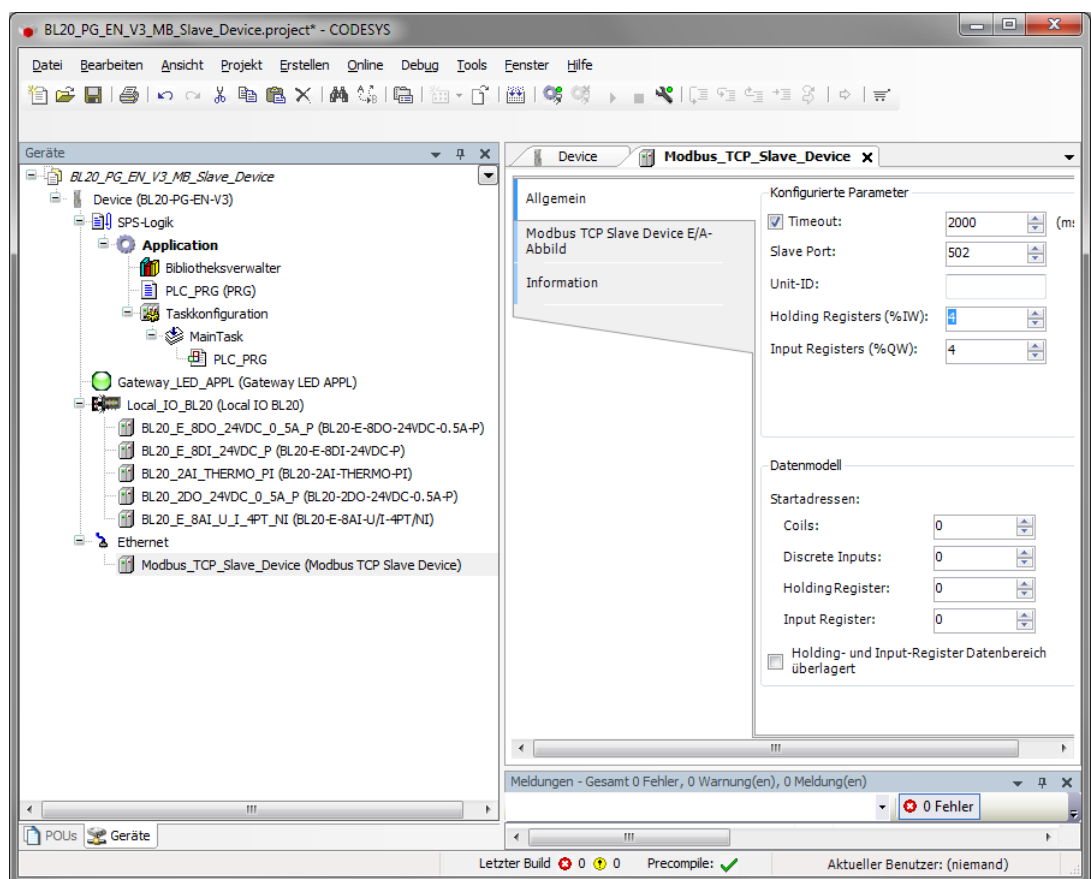 BL20_PG_EN_V3_MB_Slave_Device.project* - CODESYS
Datei Bearbeiten Ansicht Projekt Erstellen Online Debug Tools Fenster Hilfe
Geräte
BL20_PG_EN_V3_MB_Slave_Device
Device (BL20-PG-EN-V3)
SPS-Logik
Application
Bibliotheksverwalter
PLC_PRG (PRG)
Taskkonfiguration
MainTask
PLC_PRG
Gateway_LED_APPL (Gateway LED APPL)
Local_IO_BL20 (Local IO BL20)
BL20_E_8DO_24VDC_0_5A_P (BL20-E-8DO-24VDC-0.5A-P)
BL20_E_8DI_24VDC_P (BL20-E-8DI-24VDC-P)
BL20_2AI_THERMO_PI (BL20-2AI-THERMO-PI)
BL20_2DO_24VDC_0_5A_P (BL20-2DO-24VDC-0.5A-P)
BL20_E_8AI_U_I_4PT_NI (BL20-E-8AI-U/I-4PT/NI)
Ethernet
Modbus_TCP_Slave_Device (Modbus TCP Slave Device)
POUs Geräte
Device Modbus_TCP_Slave_Device
Allgemein
Modbus TCP Slave Device E/A-
Abbild
Information
Konfigurierte Parameter
Timeout: 2000 (ms
Slave Port: 502
Unit-ID:
Holding Registers (%IW): 4
Input Registers (%QW): 4
Datenmodell
Startadressen:
Coils: 0
Discrete Inputs: 0
HoldingRegister: 0
Input Register: 0
Holding- und Input-Register Datenbereich
überlagert
Meldungen - Gesamt 0 Fehler, 0 Warnung(en), 0 Meldung(en)
0 Fehler
Letzter Build 0 0 Precompile: Aktueller Benutzer: (niemand)